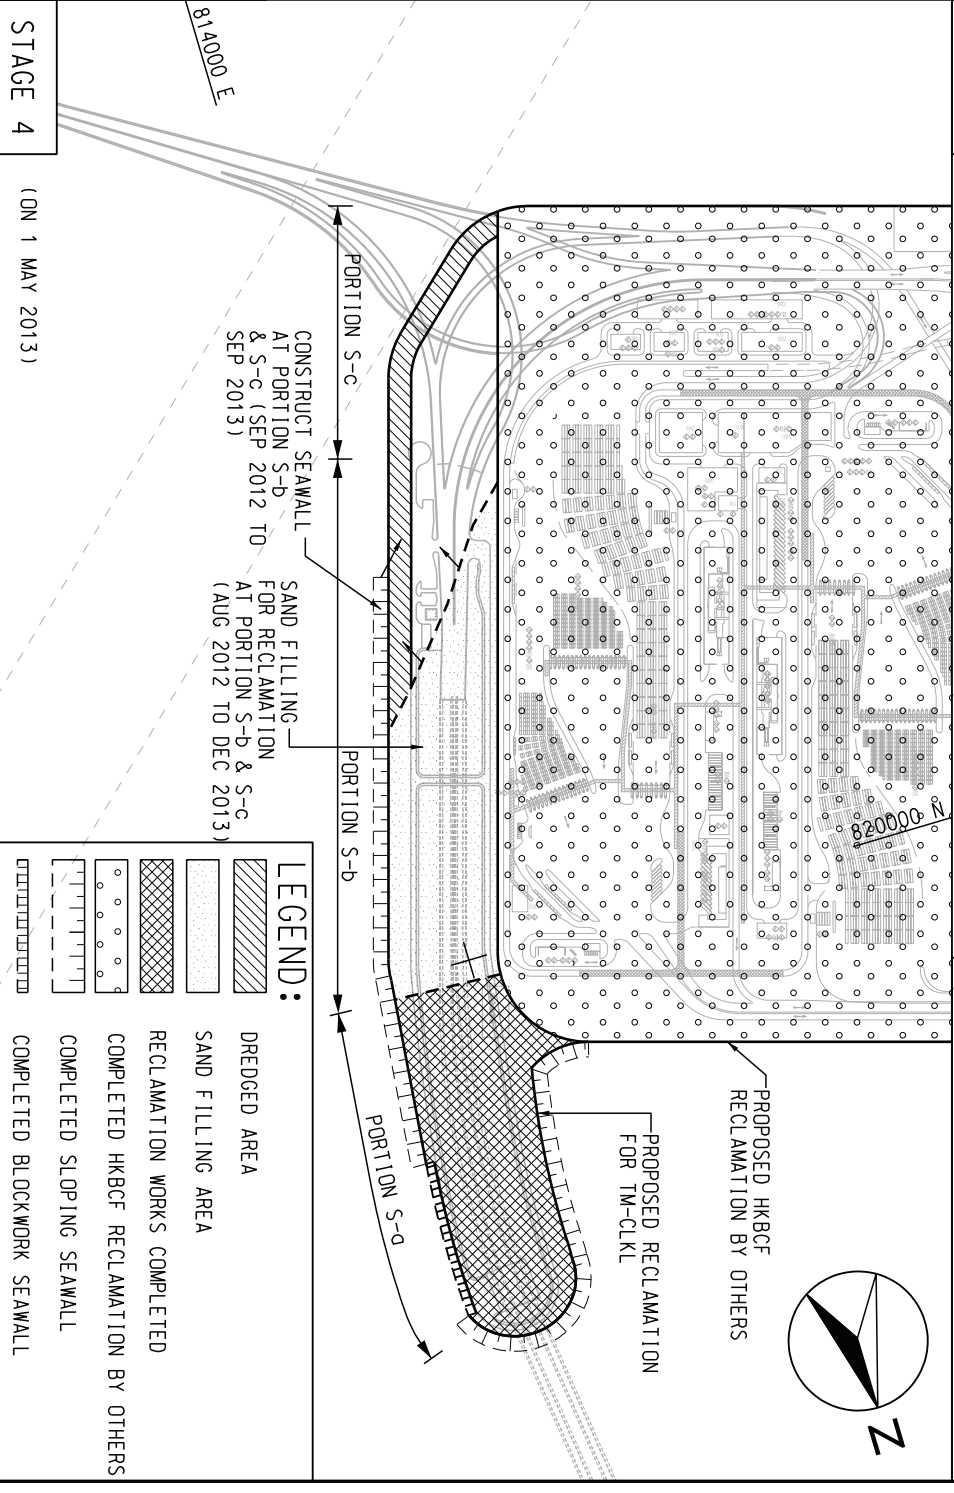 STAGE 4
(ON 1 MAY 2013)
814000 E
820000 N
PORTION S-c
PORTION S-b
PORTION S-a
CONSTRUCT SEAWALL
AT PORTION S-b
& S-c (SEP 2012 TO
SEP 2013)
SAND FILLING
FOR RECLAMATION
AT PORTION S-b & S-c
(AUG 2012 TO DEC 2013)
PROPOSED HKBCF
RECLAMATION BY OTHERS
PROPOSED RECLAMATION
FOR TM-CLKL
N
LEGEND:
DREDGED AREA
SAND FILLING AREA
RECLAMATION WORKS COMPLETED
COMPLETED HKBCF RECLAMATION BY OTHERS
COMPLETED SLOPING SEAWALL
COMPLETED BLOCKWORK SEAWALL